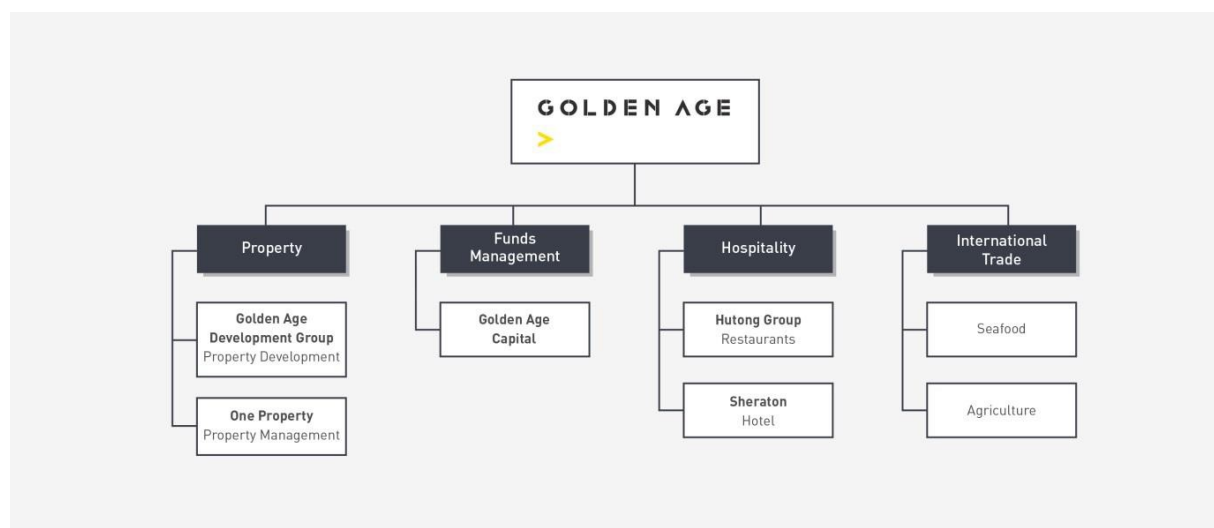 GOLDEN AGE
>
Property
Funds
Management
Hospitality
International
Trade
Golden Age
Development Group
Property Development
One Property
Property Management
Golden Age
Capital
Hutong Group
Restaurants
Sheraton
Hotel
Seafood
Agriculture